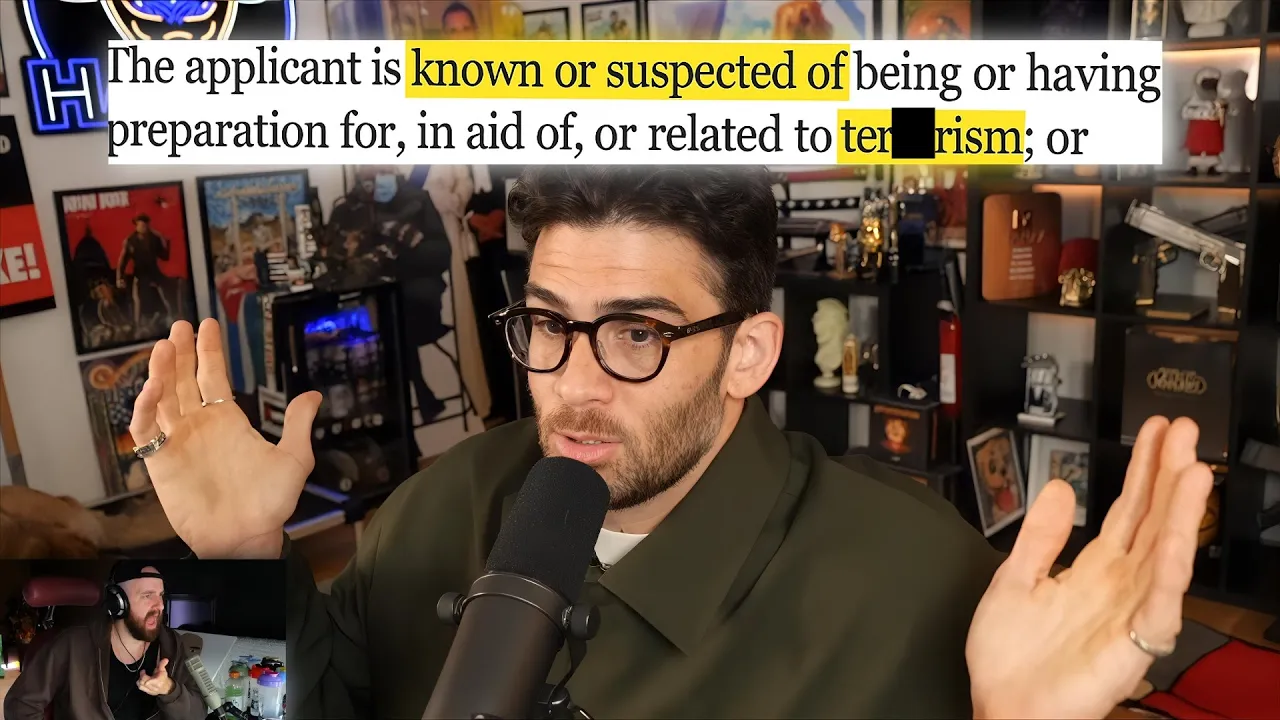 The applicant is known or suspected of being or having
preparation for, in aid of, or related to ter rism; or
H
KE!